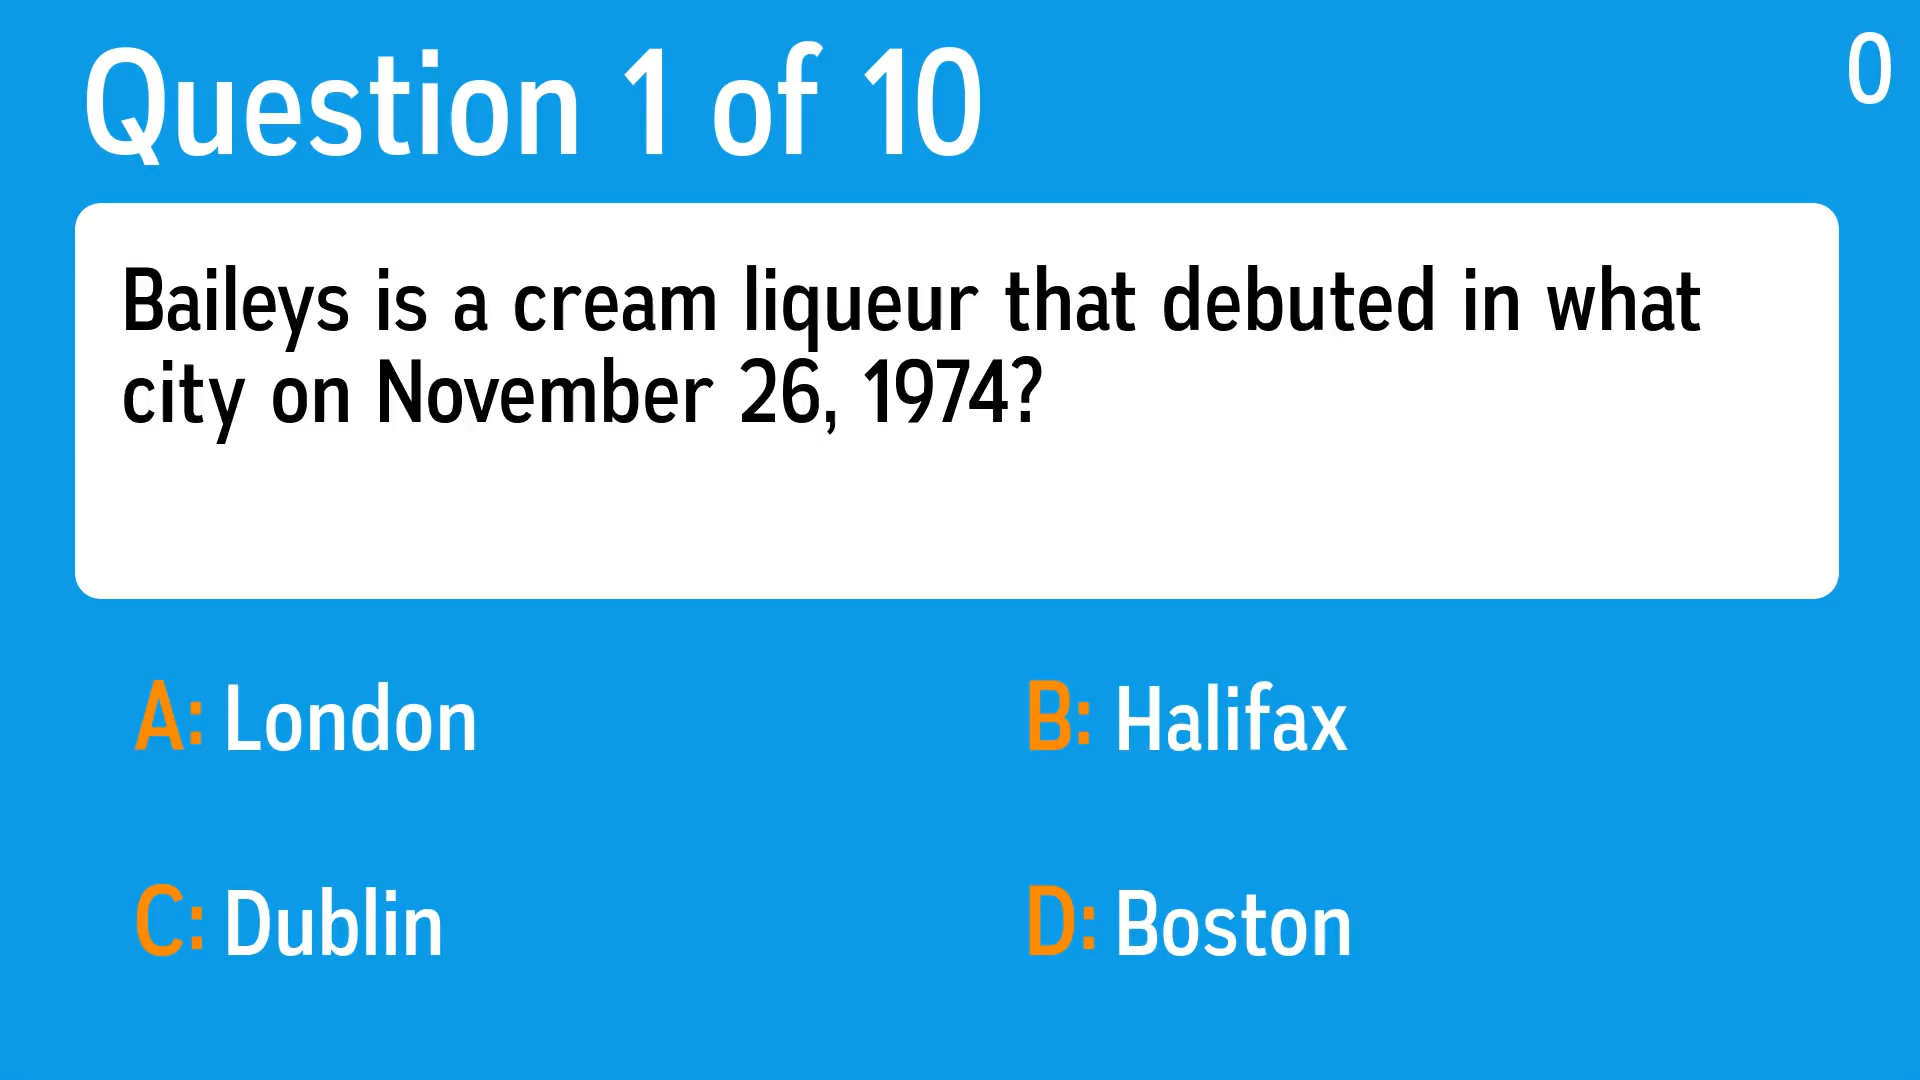 Question 1 of 10
0
Baileys is a cream liqueur that debuted in what
city on November 26, 1974?
A: London
B: Halifax
C: Dublin
D: Boston